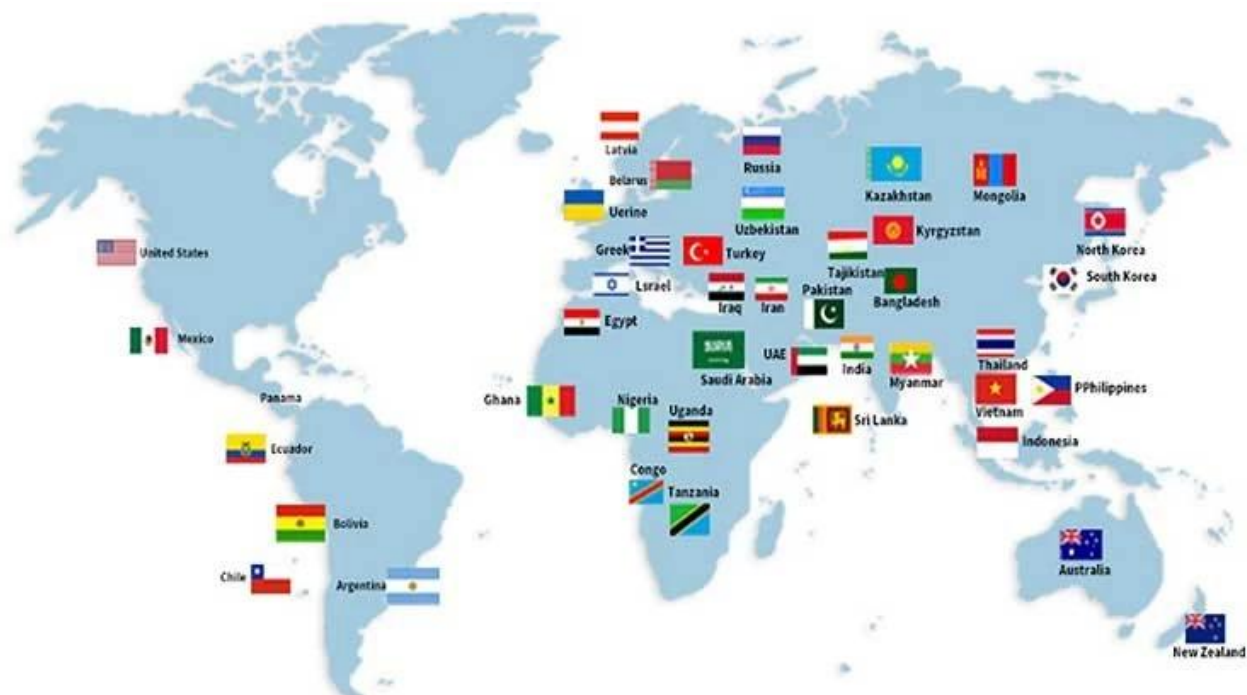 Latvia
Russia
Belarus
Kazakhstan
Mongolia
Uerine
Uzbekistan
Kyrgyzstan
North Korea
United States
Greek
Turkey
Tajikistan
South Korea
Lsrael
Iraq
Iran
Pakistan
Bangladesh
Egypt
Mexico
Saudi Arabia
UAE
India
Myanmar
Thailand
Panama
Ghana
Nigeria
Uganda
Sri Lanka
Vietnam
PPhilippines
Ecuador
Indonesia
Congo
Tanzania
Bolivia
Chile
Argentina
Australia
New Zealand